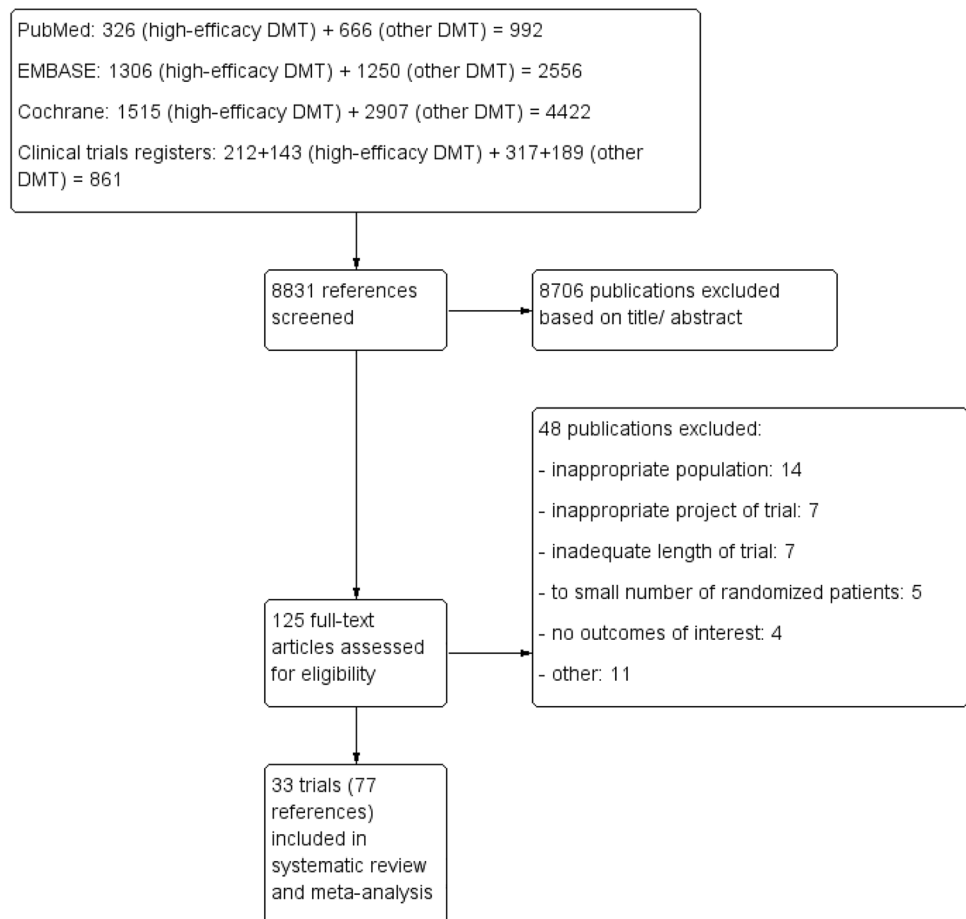 PubMed: 326 (high-efficacy DMT) + 666 (other DMT) = 992
EMBASE: 1306 (high-efficacy DMT) + 1250 (other DMT) = 2556
Cochrane: 1515 (high-efficacy DMT) + 2907 (other DMT) = 4422
Clinical trials registers: 212+143 (high-efficacy DMT) + 317+189 (other
DMT) = 861
8831 references
screened
8706 publications excluded
based on title/ abstract
48 publications excluded:
- inappropriate population: 14
- inappropriate project of trial: 7
- inadequate length of trial: 7
- to small number of randomized patients: 5
- no outcomes of interest: 4
- other: 11
125 full-text
articles assessed
for eligibility
33 trials (77
references)
included in
systematic review
and meta-analysis